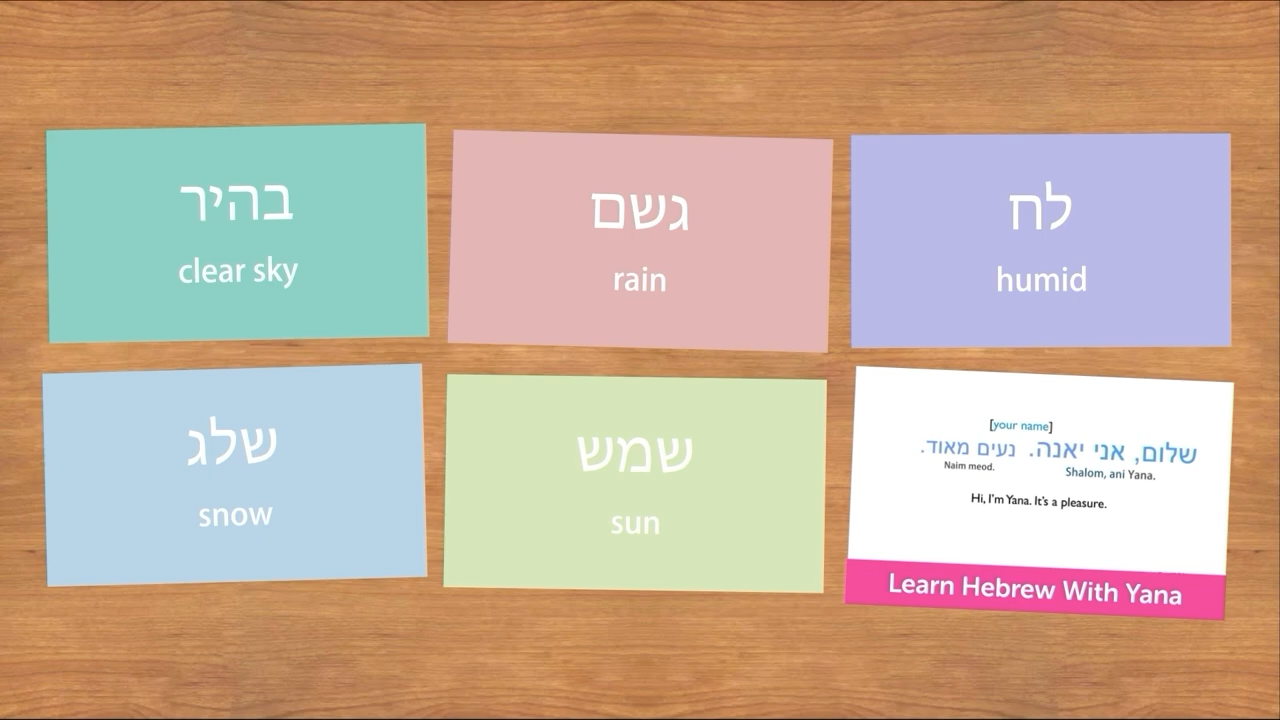 בהיר
clear sky
גשם
rain
לח
humid
שלג
snow
שמש
sun
[your name]
שלום, אני יאנה. נעים מאוד.
Naim meod. Shalom, ani Yana.
Hi, I'm Yana. It's a pleasure.
Learn Hebrew With Yana